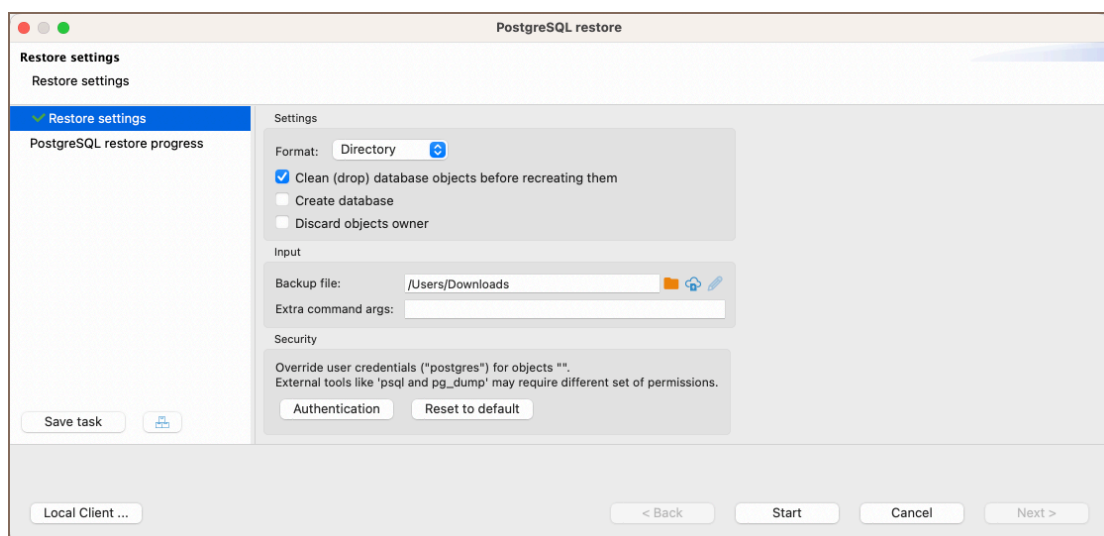 PostgreSQL restore
Restore settings
Restore settings
Restore settings
PostgreSQL restore progress
Settings
Format: Directory
Clean (drop) database objects before recreating them
Create database
Discard objects owner
Input
Backup file: /Users/Downloads
Extra command args:
Security
Override user credentials ("postgres") for objects "".
External tools like 'psql and pg_dump' may require different set of permissions.
Authentication Reset to default
Save task
Local Client ... < Back Start Cancel Next >